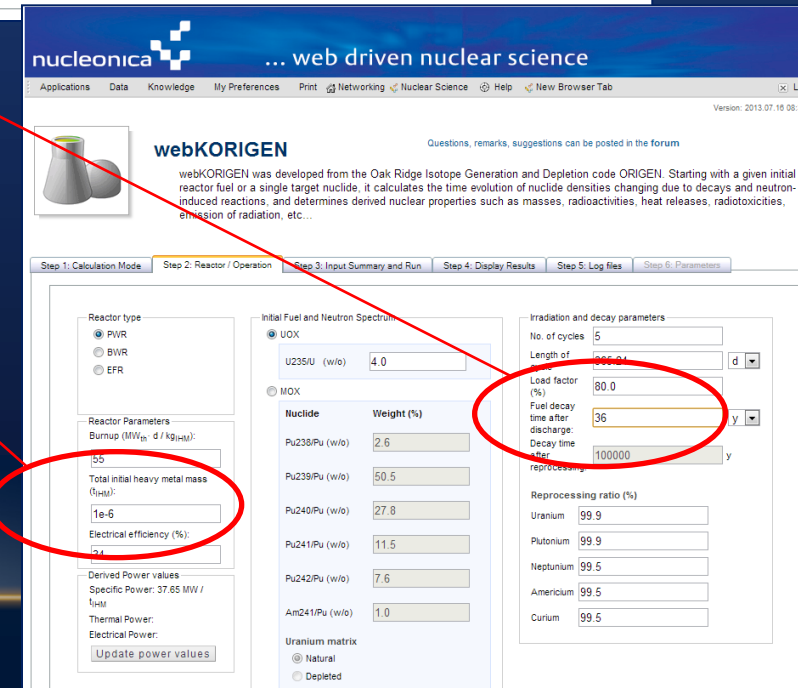 nucleonica
... web driven nuclear science
Applications Data Knowledge My Preferences Print Networking Nuclear Science Help New Browser Tab
Version: 2013.07.16 08:
webKORIGEN
Questions, remarks, suggestions can be posted in the forum
webKORIGEN was developed from the Oak Ridge Isotope Generation and Depletion code ORIGEN. Starting with a given initial
reactor fuel or a single target nuclide, it calculates the time evolution of nuclide densities changing due to decays and neutron-
induced reactions, and determines derived nuclear properties such as masses, radioactivities, heat releases, radiotoxicities,
emission of radiation, etc...
Step 1: Calculation Mode
Step 2: Reactor / Operation
Step 3: Input Summary and Run
Step 4: Display Results
Step 5: Log files
Step 6: Parameters
Reactor type
PWR
BWR
EFR
Reactor Parameters
Burnup (MWth· d / kgIHM):
55
Total initial heavy metal mass
(tIHM):
1e-6
Electrical efficiency (%):
Derived Power values
Specific Power: 37.65 MW /
tIHM
Thermal Power:
Electrical Power:
Update power values
Initial Fuel and Neutron Spectrum
UOX
U235/U (w/o) 4.0
MOX
Nuclide Weight (%)
Pu238/Pu (w/o) 2.6
Pu239/Pu (w/o) 50.5
Pu240/Pu (w/o) 27.8
Pu241/Pu (w/o) 11.5
Pu242/Pu (w/o) 7.6
Am241/Pu (w/o) 1.0
Uranium matrix
Natural
Depleted
Irradiation and decay parameters
No. of cycles 5
Length of
d
Load factor
(%) 80.0
Fuel decay
time after 36 y
discharge:
Decay time
after 100000 y
reprocessing:
Reprocessing ratio (%)
Uranium 99.9
Plutonium 99.9
Neptunium 99.5
Americium 99.5
Curium 99.5